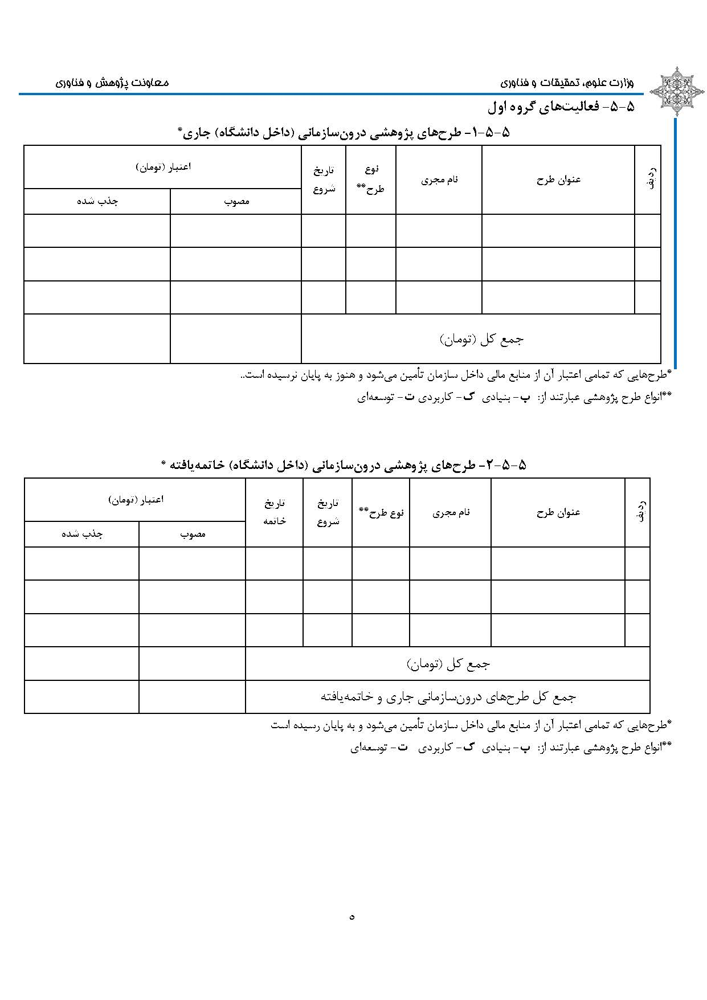 وزارت علوم، تحقیقات و فناوری
معاونت پژوهش و فناوری
۵-۵- فعالیت‌های گروه اول
۵-۵-۱- طرح‌های پژوهشی درون‌سازمانی (داخل دانشگاه) جاری*
ردیف
عنوان طرح
نام مجری
نوع
طرح**
تاریخ
شروع
اعتبار (تومان)
مصوب
جذب شده
جمع کل (تومان)
*طرح‌هایی که تمامی اعتبار آن از منابع مالی داخل سازمان تأمین می‌شود و هنوز به پایان نرسیده است..
**انواع طرح پژوهشی عبارتند از: ب- بنیادی ک- کاربردی ت- توسعه‌ای
۵-۵-۲- طرح‌های پژوهشی درون‌سازمانی (داخل دانشگاه) خاتمه‌یافته *
ردیف
عنوان طرح
نام مجری
نوع طرح**
تاریخ
شروع
تاریخ
خاتمه
اعتبار (تومان)
مصوب
جذب شده
جمع کل (تومان)
جمع کل طرح‌های درون‌سازمانی جاری و خاتمه‌یافته
*طرح‌هایی که تمامی اعتبار آن از منابع مالی داخل سازمان تأمین می‌شود و به پایان رسیده است
**انواع طرح پژوهشی عبارتند از: ب- بنیادی ک- کاربردی ت- توسعه‌ای
۵